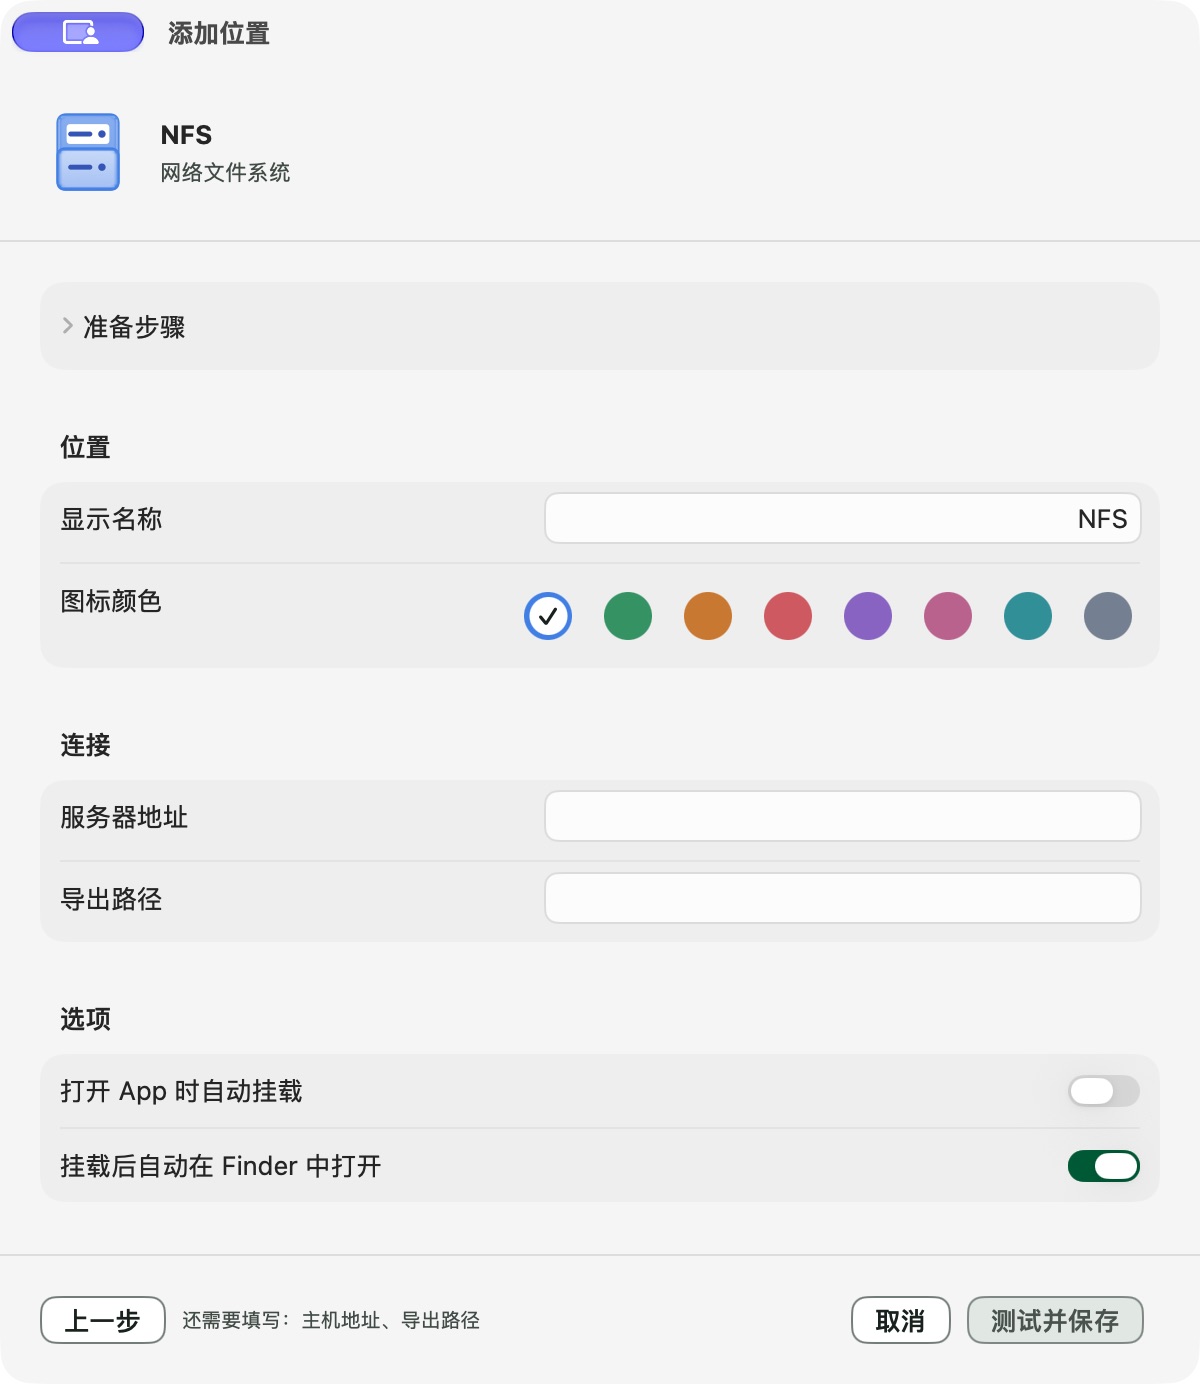 添加位置
NFS
网络文件系统
准备步骤
位置
显示名称
NFS
图标颜色
连接
服务器地址
导出路径
选项
打开 App 时自动挂载
挂载后自动在 Finder 中打开
上一步
还需要填写：主机地址、导出路径
取消
测试并保存